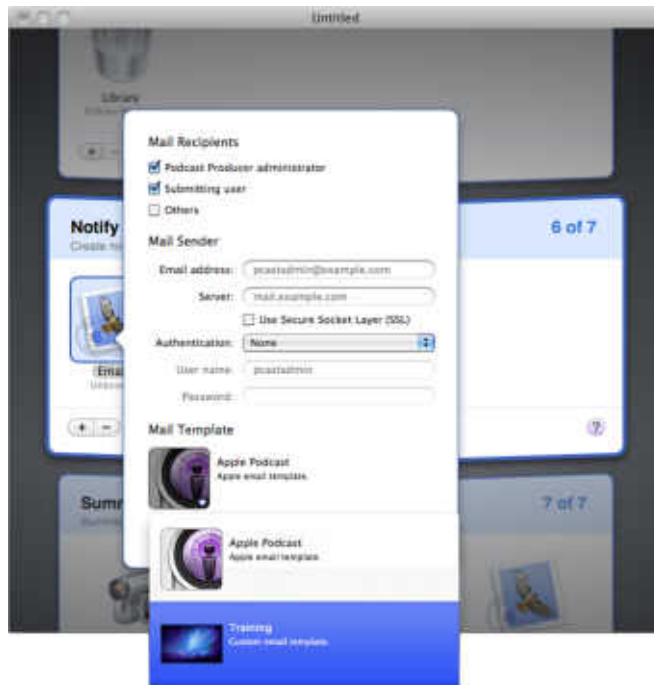 Untitled
Library
Mail Recipients
Podcast Producer administrator
Submitting user
Others
Notify
6 of 7
Create
Mail Sender
Email address: pcastadmin@example.com
Server: mail.example.com
Use Secure Socket Layer (SSL)
Authentication: None
Emai
User name: pcastadmin
Password:
+ −
?
Mail Template
Apple Podcast
Apple email template.
Summ
7 of 7
Apple Podcast
Apple email template.
Training
Custom email template.